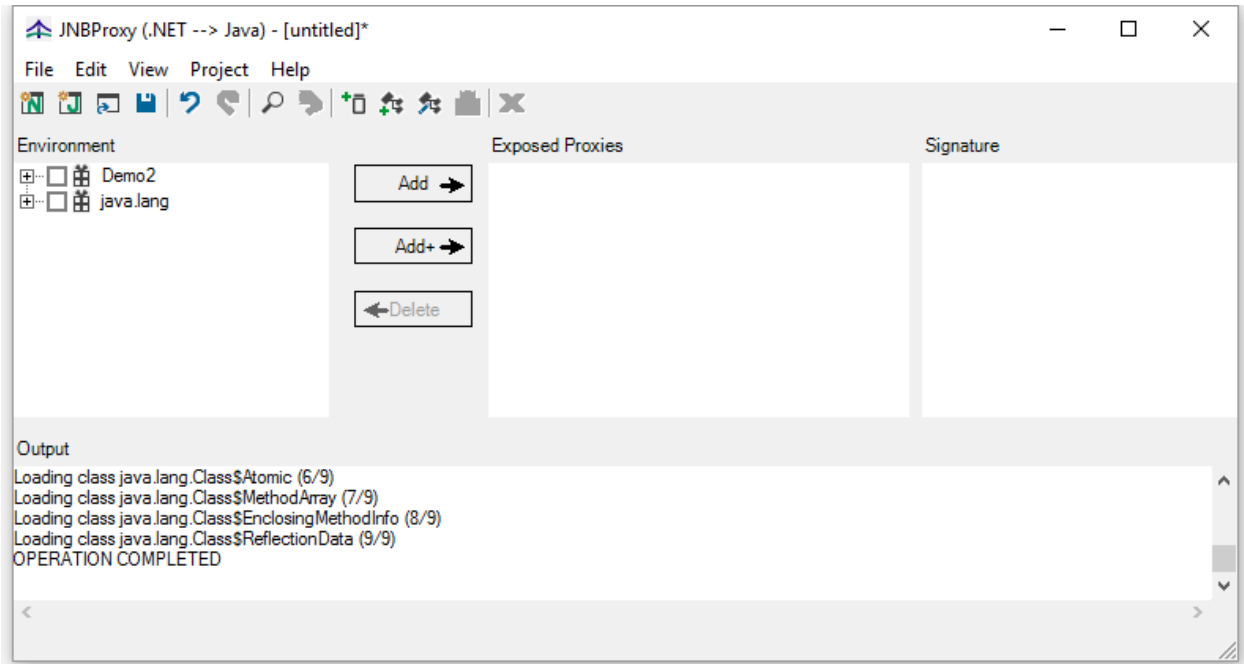 JNBProxy (.NET --> Java) - [untitled]*
File Edit View Project Help
Environment
Exposed Proxies
Signature
Demo2
java.lang
Add
Add+
Delete
Output
Loading class java.lang.Class$Atomic (6/9)
Loading class java.lang.Class$MethodArray (7/9)
Loading class java.lang.Class$EnclosingMethodInfo (8/9)
Loading class java.lang.Class$ReflectionData (9/9)
OPERATION COMPLETED